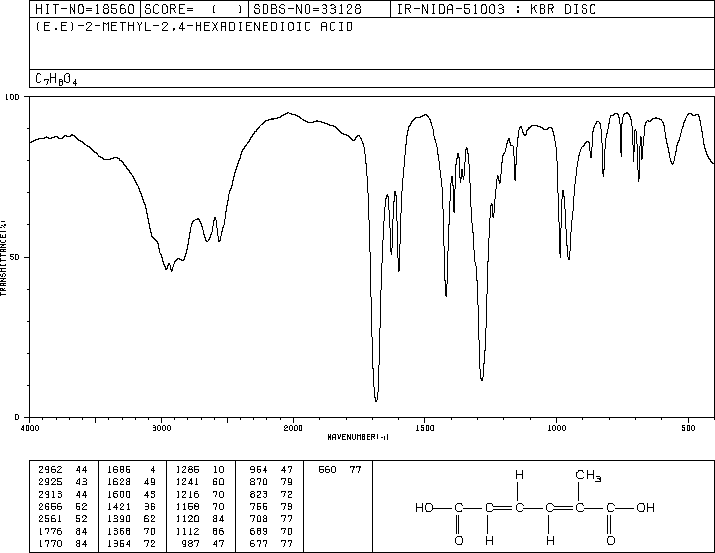 HIT-NO=18560 SCORE= ( ) SDBS-NO=33128 IR-NIDA-51003 : KBR DISC
(E,E)-2-METHYL-2,4-HEXADIENEDIOIC ACID
C7H8O4
100
TRANSMITTANCE(%)
50
0
4000 3000 2000 1500 1000 500
WAVENUMBER(-1)
2962 44 1686 4 1286 10 964 47 560 77
2925 43 1628 49 1241 60 870 79
2913 44 1600 45 1216 70 823 72
2656 52 1421 36 1158 70 756 79
2561 52 1390 62 1120 84 708 77
1776 84 1368 70 1112 86 689 70
1770 84 1364 72 987 47 677 77
H CH3
HO C C C C C C OH
O H H O